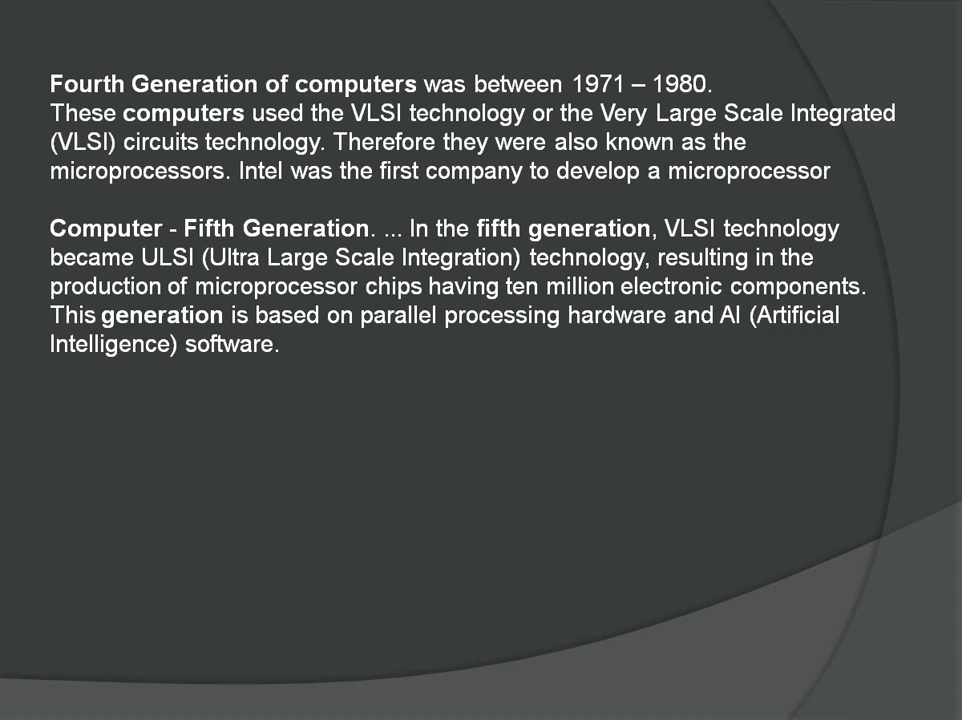 Fourth Generation of computers was between 1971 – 1980.
These computers used the VLSI technology or the Very Large Scale Integrated
(VLSI) circuits technology. Therefore they were also known as the
microprocessors. Intel was the first company to develop a microprocessor
Computer - Fifth Generation. ... In the fifth generation, VLSI technology
became ULSI (Ultra Large Scale Integration) technology, resulting in the
production of microprocessor chips having ten million electronic components.
This generation is based on parallel processing hardware and AI (Artificial
Intelligence) software.